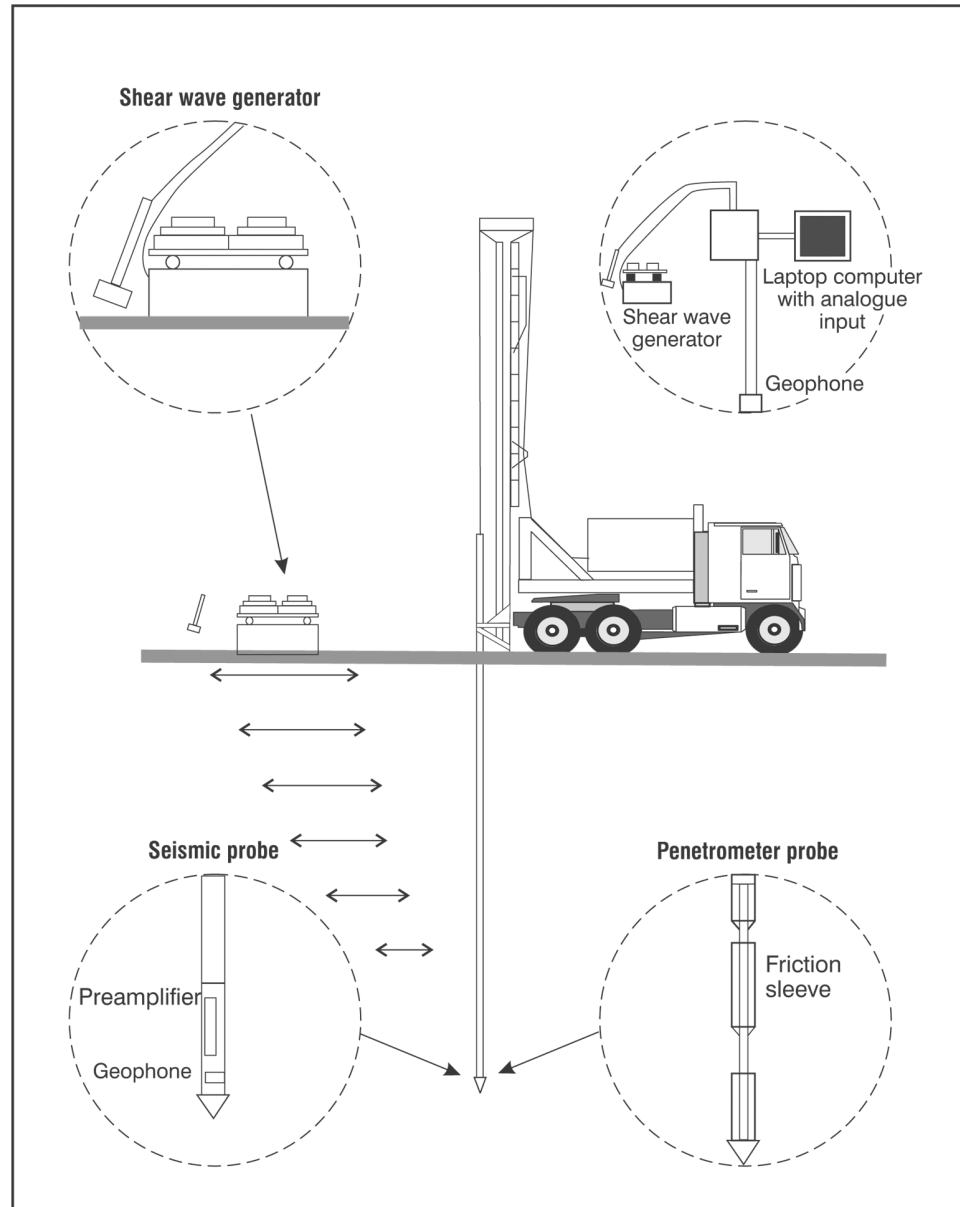 Shear wave generator
Laptop computer
with analogue
input
Shear wave
generator
Geophone
Seismic probe
Preamplifier
Geophone
Penetrometer probe
Friction
sleeve